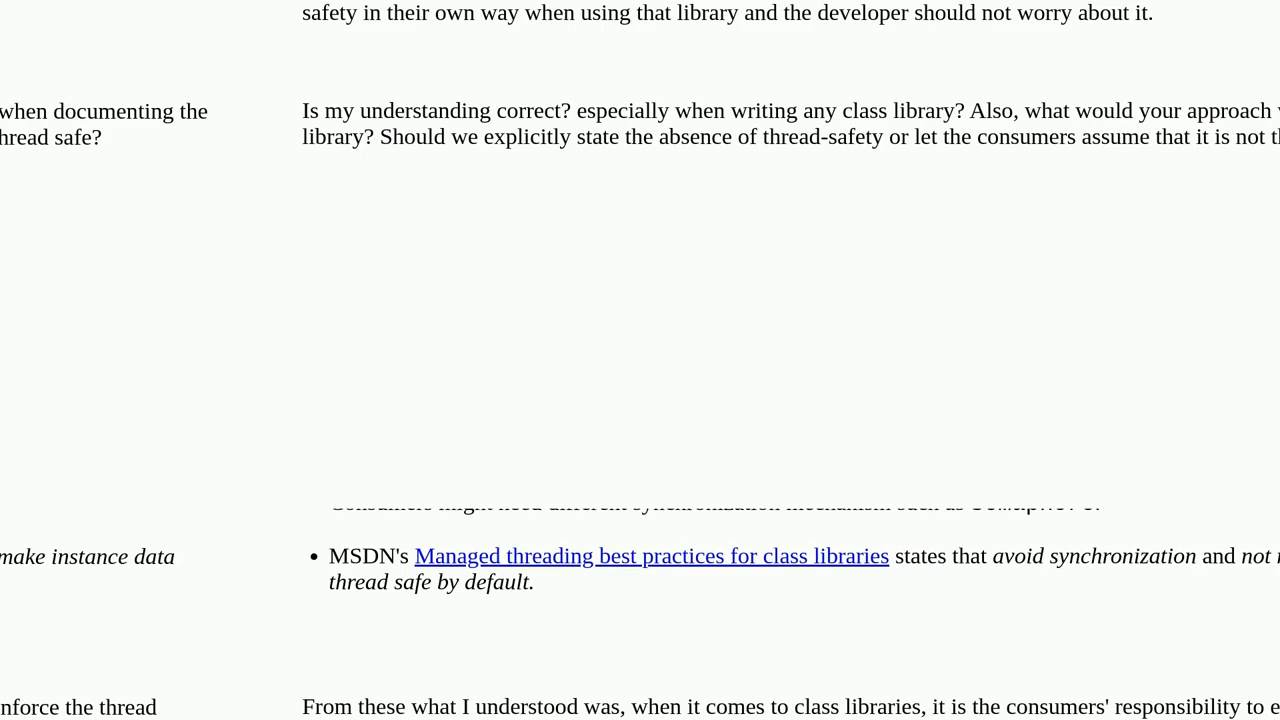 safety in their own way when using that library and the developer should not worry about it.
when documenting the
thread safe?
Is my understanding correct? especially when writing any class library? Also, what would your approach
library? Should we explicitly state the absence of thread-safety or let the consumers assume that it is not
make instance data
• MSDN's Managed threading best practices for class libraries states that avoid synchronization and not
thread safe by default.
nforce the thread
From these what I understood was, when it comes to class libraries, it is the consumers' responsibility to e